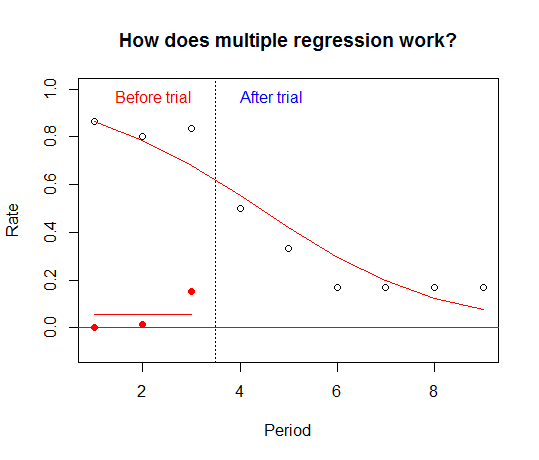 How does multiple regression work?
Before trial
After trial
1.0
0.8
0.6
0.4
0.2
0.0
Rate
2
4
6
8
Period